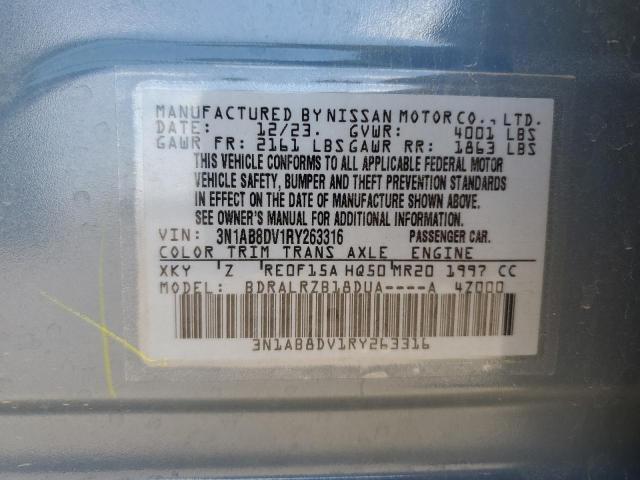 MANUFACTURED BY NISSAN MOTOR CO., LTD.
DATE: 12/23. GVWR: 4001 LBS
GAWR FR: 2161 LBS GAWR RR: 1863 LBS
THIS VEHICLE CONFORMS TO ALL APPLICABLE FEDERAL MOTOR
VEHICLE SAFETY, BUMPER AND THEFT PREVENTION STANDARDS
IN EFFECT ON THE DATE OF MANUFACTURE SHOWN ABOVE.
SEE OWNER'S MANUAL FOR ADDITIONAL INFORMATION.
VIN: 3N1AB8DV1RY263316 PASSENGER CAR.
COLOR TRIM TRANS AXLE ENGINE
XKY Z RE0F15A HQ50 MR20 1997 CC
MODEL: BDRALRZB18DUA----A 4Z000
3N1AB8DV1RY263316